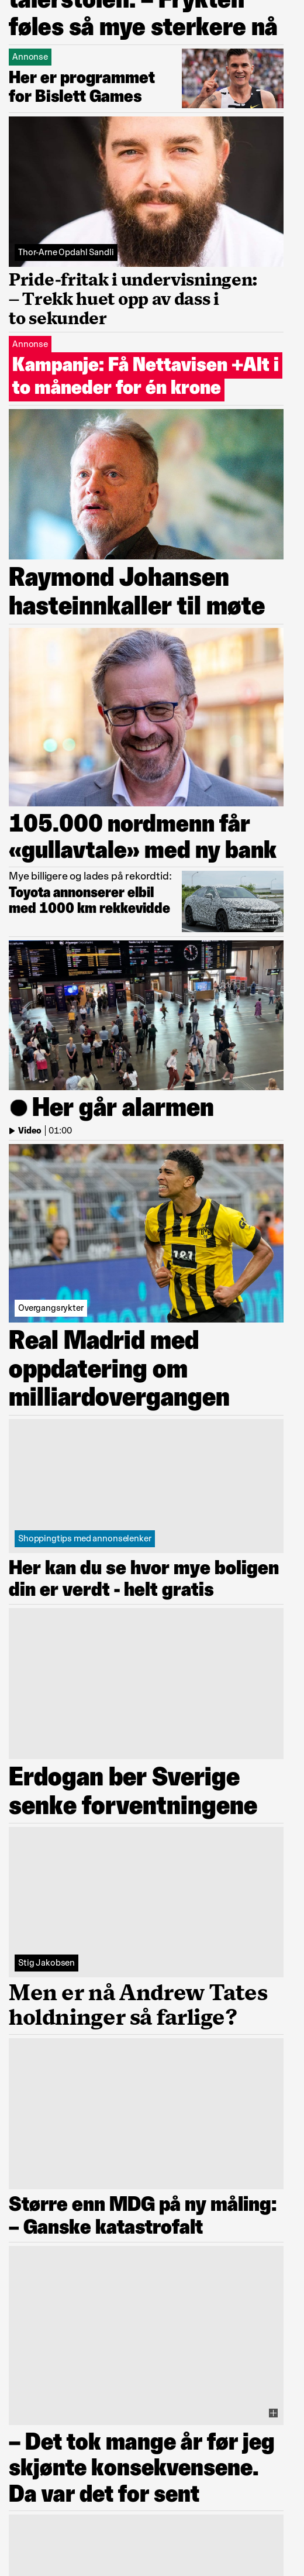 talerstolen: – Frykten
føles så mye sterkere nå
Annonse
Her er programmet
for Bislett Games
Thor-Arne Opdahl Sandli
Pride-fritak i undervisningen:
– Trekk huet opp av dass i
to sekunder
Annonse
Kampanje: Få Nettavisen +Alt i
to måneder for én krone
Raymond Johansen
hasteinnkaller til møte
105.000 nordmenn får
«gullavtale» med ny bank
Mye billigere og lades på rekordtid:
Toyota annonserer elbil
med 1000 km rekkevidde
Her går alarmen
Video | 01:00
1&1
Overgangsrykter
Real Madrid med
oppdatering om
milliardovergangen
Shoppingtips med annonselenker
Her kan du se hvor mye boligen
din er verdt - helt gratis
Erdogan ber Sverige
senke forventningene
Stig Jakobsen
Men er nå Andrew Tates
holdninger så farlige?
Større enn MDG på ny måling:
– Ganske katastrofalt
– Det tok mange år før jeg
skjønte konsekvensene.
Da var det for sent